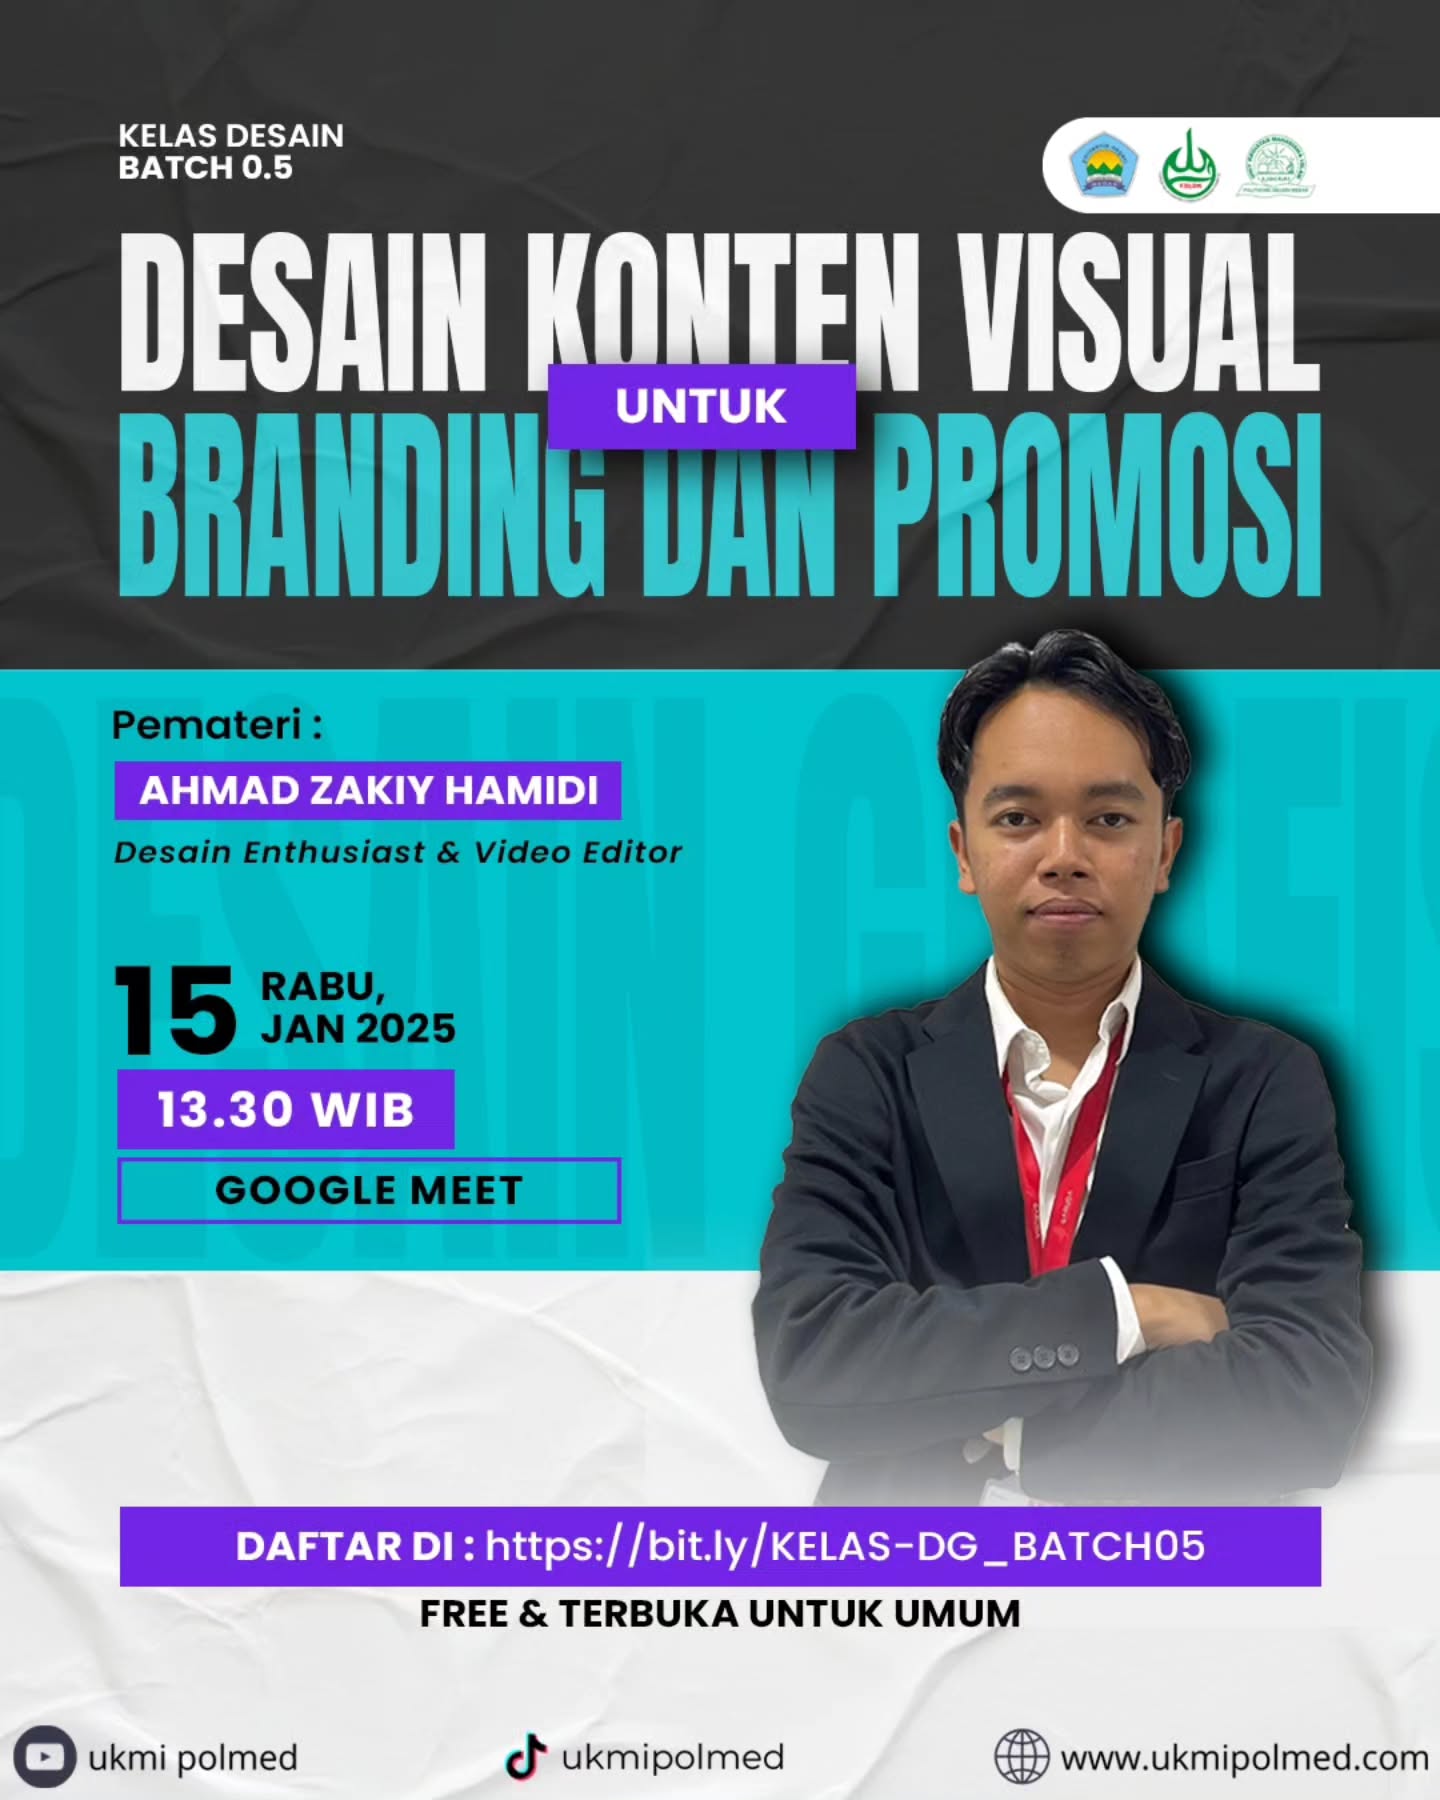 KELAS DESAIN
BATCH 0.5
DESAIN KONTEN VISUAL
UNTUK
BRANDING DAN PROMOSI
Pemateri :
AHMAD ZAKIY HAMIDI
Desain Enthusiast & Video Editor
15 RABU,
JAN 2025
13.30 WIB
GOOGLE MEET
DAFTAR DI : https://bit.ly/KELAS-DG_BATCH05
FREE & TERBUKA UNTUK UMUM
ukmi polmed
ukmipolmed
www.ukmipolmed.com